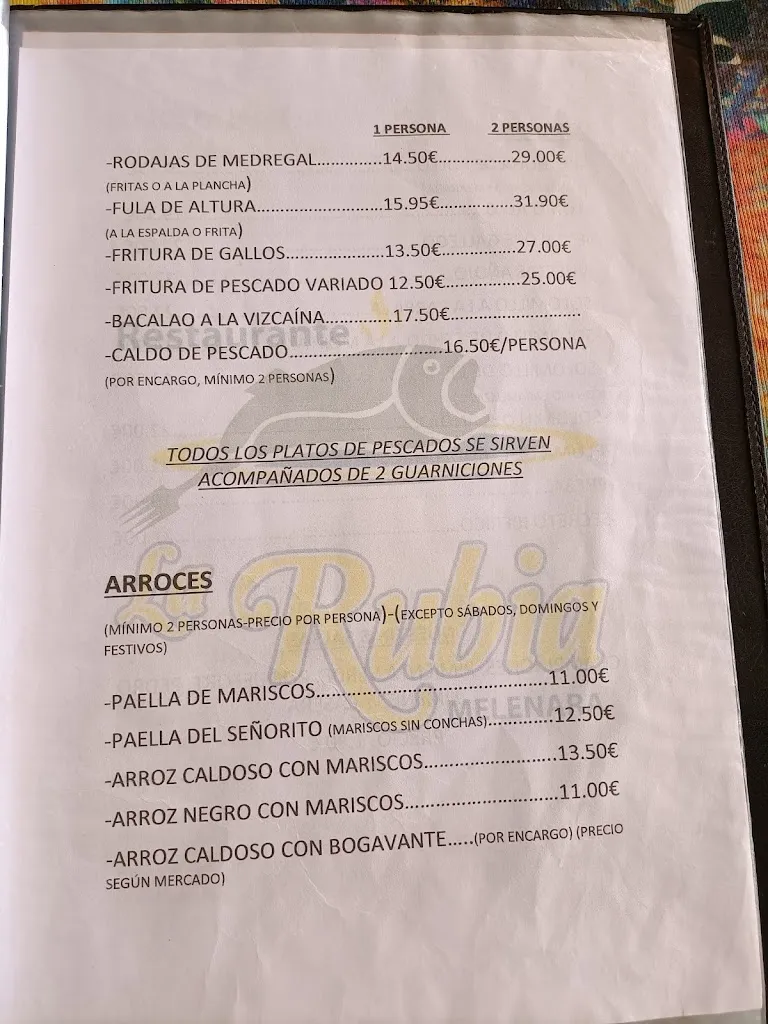 1 PERSONA 2 PERSONAS
-RODAJAS DE MEDREGAL.............14.50€...............29.00€
(FRITAS O A LA PLANCHA)
-FULA DE ALTURA..........................15.95€...............31.90€
(A LA ESPALDA O FRITA)
-FRITURA DE GALLOS....................13.50€...............27.00€
-FRITURA DE PESCADO VARIADO 12.50€...............25.00€
-BACALAO A LA VIZCAÍNA.............17.50€..........................
-CALDO DE PESCADO...............................16.50€/PERSONA
(POR ENCARGO, MÍNIMO 2 PERSONAS)
Restaurante
TODOS LOS PLATOS DE PESCADOS SE SIRVEN
ACOMPAÑADOS DE 2 GUARNICIONES
La Rubia
MELENARA
ARROCES
(MÍNIMO 2 PERSONAS-PRECIO POR PERSONA)-(EXCEPTO SÁBADOS, DOMINGOS Y
FESTIVOS)
-PAELLA DE MARISCOS...............................................11.00€
-PAELLA DEL SEÑORITO (MARISCOS SIN CONCHAS).............12.50€
-ARROZ CALDOSO CON MARISCOS..........................13.50€
-ARROZ NEGRO CON MARISCOS..............................11.00€
-ARROZ CALDOSO CON BOGAVANTE.....(POR ENCARGO) (PRECIO
SEGÚN MERCADO)